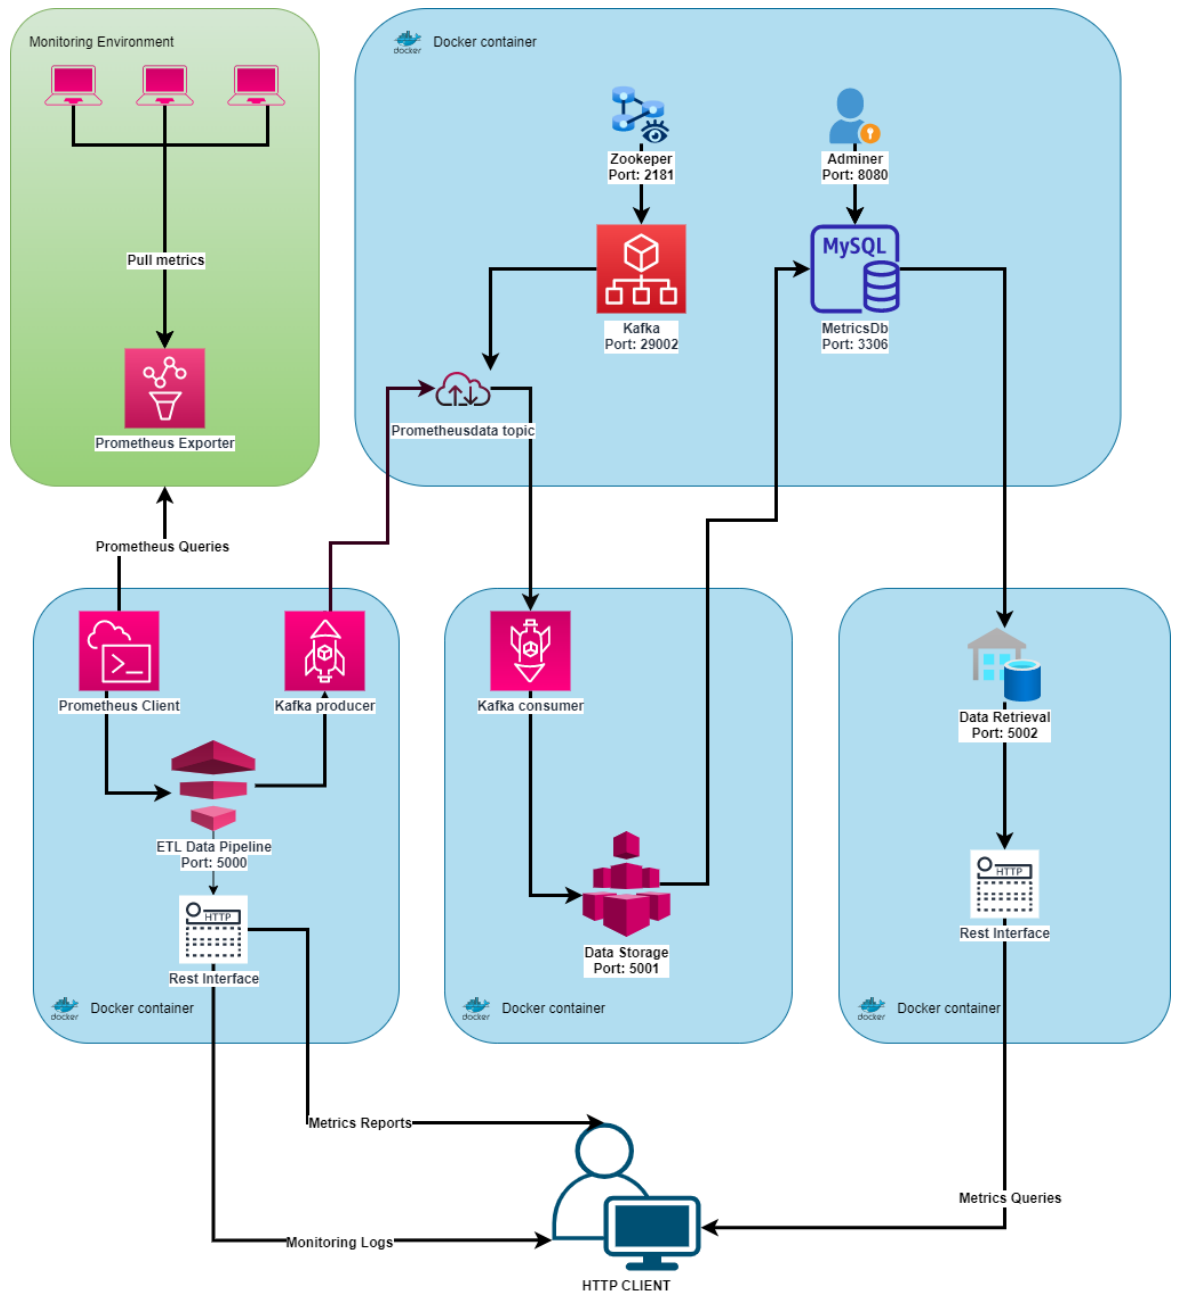 Monitoring Environment
docker
Docker container
Zookeper
Port: 2181
Adminer
Port: 8080
MySQL
Pull metrics
Kafka
Port: 29002
MetricsDb
Port: 3306
Prometheus Exporter
Prometheusdata topic
Prometheus Queries
Prometheus Client
Kafka producer
Kafka consumer
Data Retrieval
Port: 5002
ETL Data Pipeline
Port: 5000
HTTP
Rest Interface
HTTP
Rest Interface
Data Storage
Port: 5001
docker
Docker container
docker
Docker container
docker
Docker container
Metrics Reports
Metrics Queries
Monitoring Logs
HTTP CLIENT